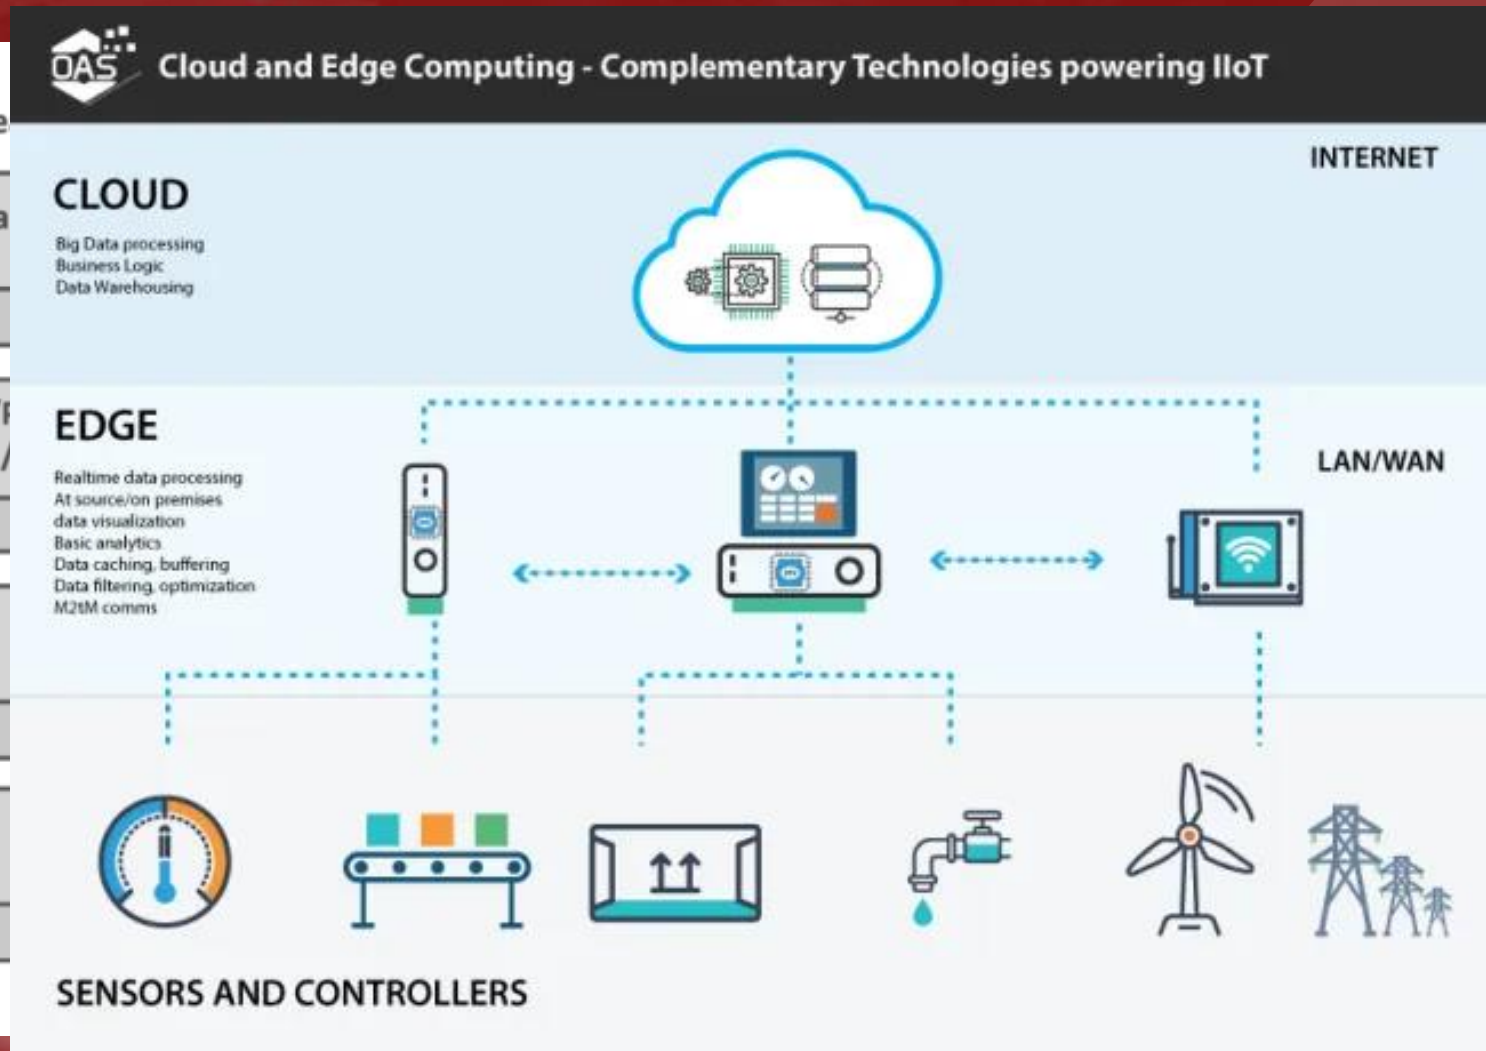 OAS
Cloud and Edge Computing - Complementary Technologies powering IIoT
INTERNET
CLOUD
Big Data processing
Business Logic
Data Warehousing
EDGE
LAN/WAN
Realtime data processing
At source/on premises
data visualization
Basic analytics
Data caching, buffering
Data filtering, optimization
M2tM comms
SENSORS AND CONTROLLERS